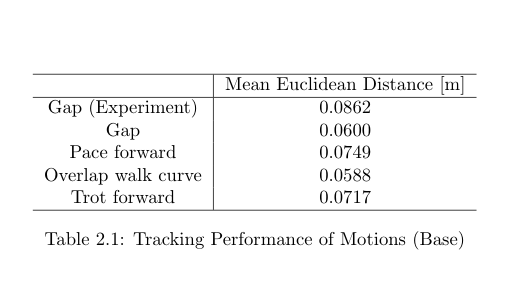 Mean Euclidean Distance [m]
Gap (Experiment) 0.0862
Gap 0.0600
Pace forward 0.0749
Overlap walk curve 0.0588
Trot forward 0.0717
Table 2.1: Tracking Performance of Motions (Base)